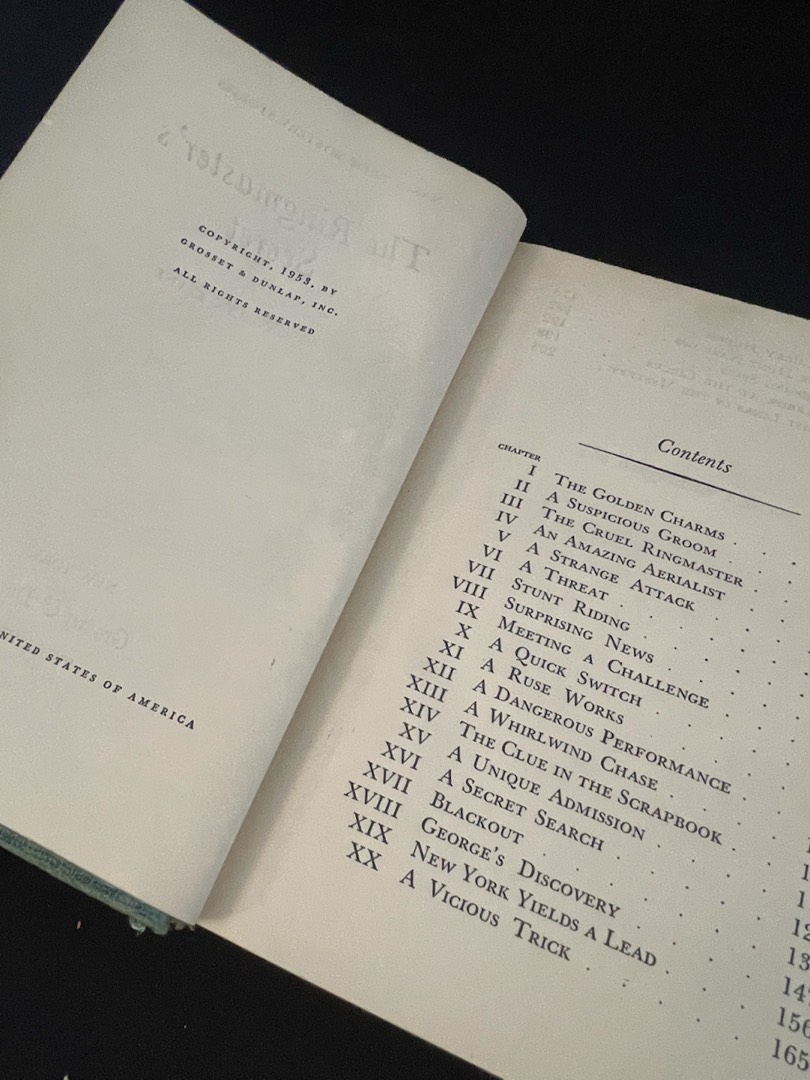 COPYRIGHT, 1953, BY
GROSSET & DUNLAP, INC.
ALL RIGHTS RESERVED
UNITED STATES OF AMERICA
Contents
CHAPTER
I THE GOLDEN CHARMS
II A SUSPICIOUS GROOM
III THE CRUEL RINGMASTER
IV AN AMAZING AERIALIST
V A STRANGE ATTACK
VI A THREAT
VII STUNT RIDING
VIII SURPRISING NEWS
IX MEETING A CHALLENGE
X A QUICK SWITCH
XI A RUSE WORKS
XII A DANGEROUS PERFORMANCE
XIII A WHIRLWIND CHASE
XIV THE CLUE IN THE SCRAPBOOK
XV A UNIQUE ADMISSION
XVI A SECRET SEARCH
XVII BLACKOUT
XVIII GEORGE'S DISCOVERY
XIX NEW YORK YIELDS A LEAD 156
XX A VICIOUS TRICK 165